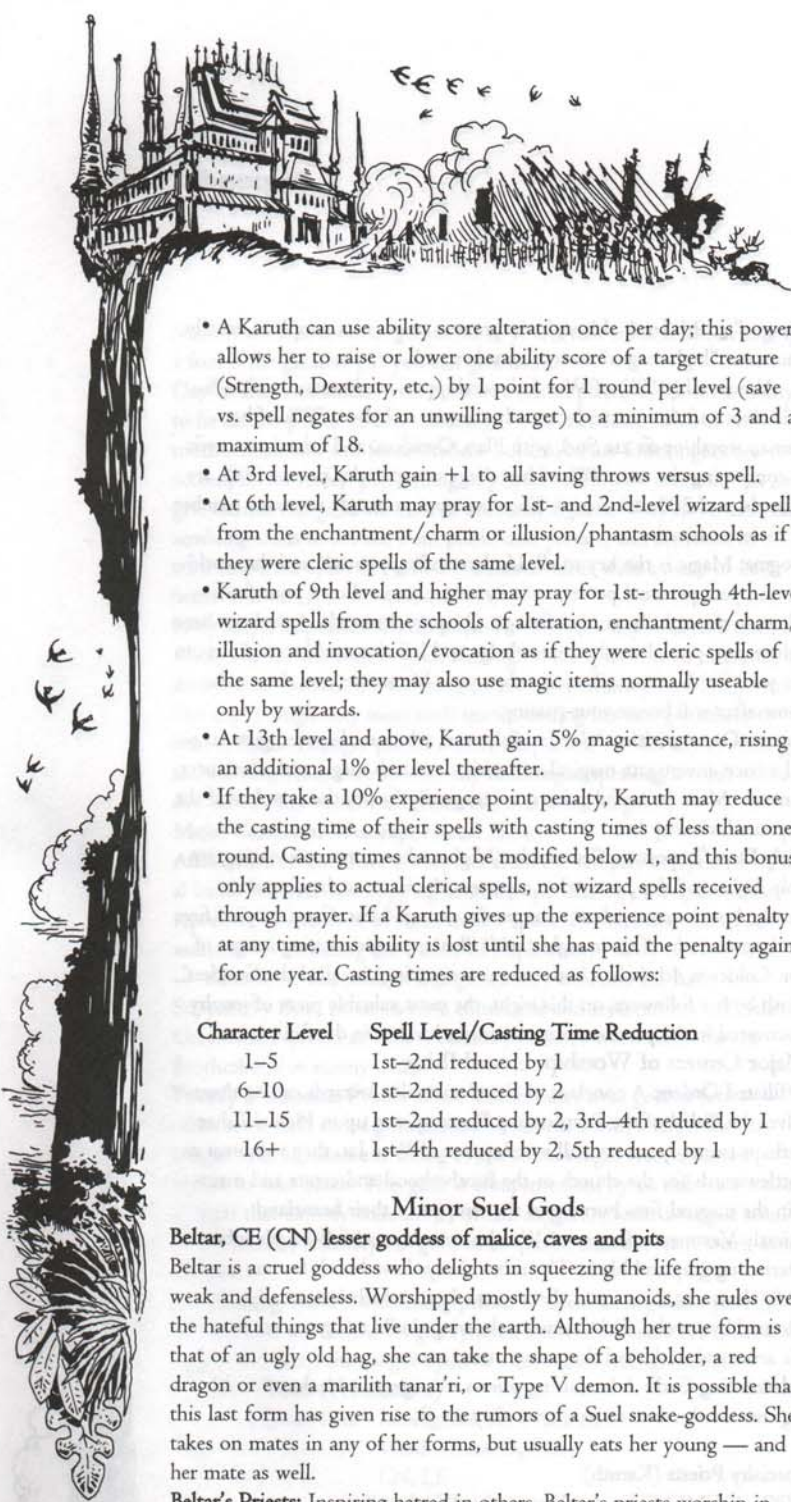 • A Karuth can use ability score alteration once per day; this power
allows her to raise or lower one ability score of a target creature
(Strength, Dexterity, etc.) by 1 point for 1 round per level (save
vs. spell negates for an unwilling target) to a minimum of 3 and a
maximum of 18.
• At 3rd level, Karuth gain +1 to all saving throws versus spell.
• At 6th level, Karuth may pray for 1st- and 2nd-level wizard spell
from the enchantment/charm or illusion/phantasm schools as if
they were cleric spells of the same level.
• Karuth of 9th level and higher may pray for 1st- through 4th-leve
wizard spells from the schools of alteration, enchantment/charm,
illusion and invocation/evocation as if they were cleric spells of
the same level; they may also use magic items normally useable
only by wizards.
• At 13th level and above, Karuth gain 5% magic resistance, rising
an additional 1% per level thereafter.
• If they take a 10% experience point penalty, Karuth may reduce
the casting time of their spells with casting times of less than one
round. Casting times cannot be modified below 1, and this bonus
only applies to actual clerical spells, not wizard spells received
through prayer. If a Karuth gives up the experience point penalty
at any time, this ability is lost until she has paid the penalty again
for one year. Casting times are reduced as follows:
Character Level Spell Level/Casting Time Reduction
1–5 1st–2nd reduced by 1
6–10 1st–2nd reduced by 2
11–15 1st–2nd reduced by 2, 3rd–4th reduced by 1
16+ 1st–4th reduced by 2, 5th reduced by 1
Minor Suel Gods
Beltar, CE (CN) lesser goddess of malice, caves and pits
Beltar is a cruel goddess who delights in squeezing the life from the
weak and defenseless. Worshipped mostly by humanoids, she rules ove
the hateful things that live under the earth. Although her true form is
that of an ugly old hag, she can take the shape of a beholder, a red
dragon or even a marilith tanar'ri, or Type V demon. It is possible tha
this last form has given rise to the rumors of a Suel snake-goddess. She
takes on mates in any of her forms, but usually eats her young — and
her mate as well.
Beltar's Priests: Inspiring hatred in others, Beltar's priests worship in